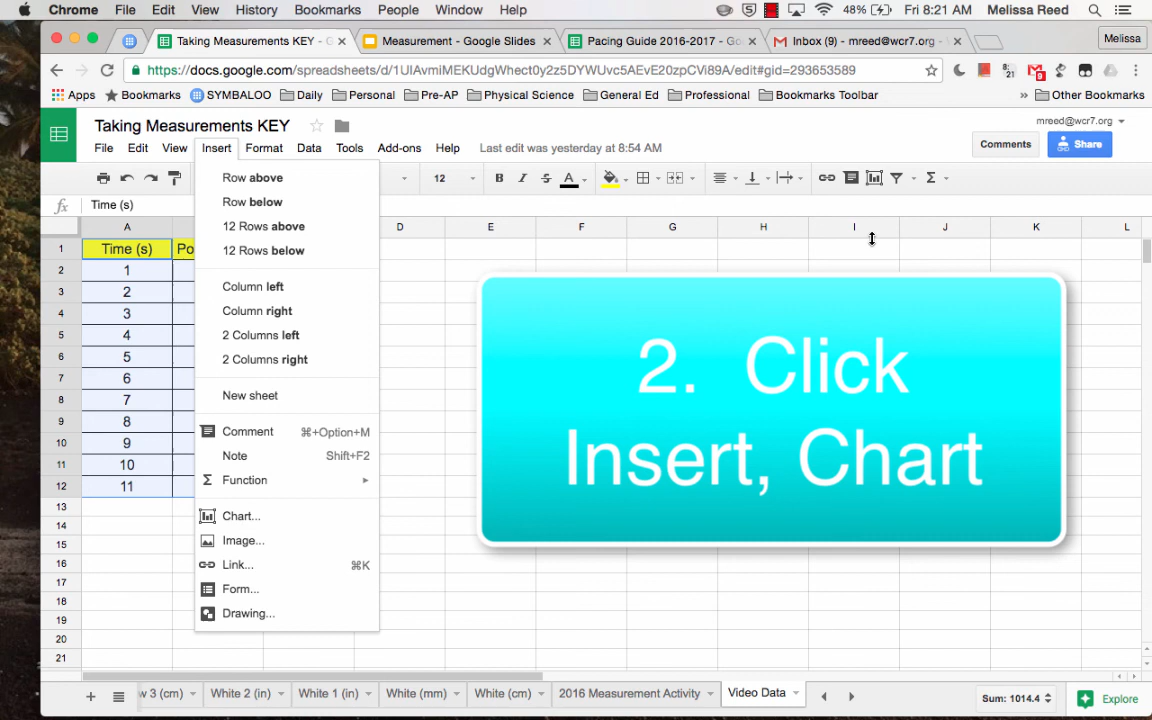 Chrome File Edit View History Bookmarks People Window Help 48% Fri 8:21 AM Melissa Reed
Taking Measurements KEY - G Measurement - Google Slides Pacing Guide 2016-2017 - Go Inbox (9) - mreed@wcr7.org - Melissa
https://docs.google.com/spreadsheets/d/1UIAvmiMEKUdgWhect0y2z5DYWUvc5AEvE20zpCVi89A/edit#gid=293653589
Apps Bookmarks SYMBALOO Daily Personal Pre-AP Physical Science General Ed Professional Bookmarks Toolbar » Other Bookmarks
Taking Measurements KEY mreed@wcr7.org
File Edit View Insert Format Data Tools Add-ons Help Last edit was yesterday at 8:54 AM Comments Share
12 B I S A Σ
fx Time (s)
A D E F G H I J K L
1 Time (s) Po
2 1
3 2
4 3
5 4
6 5
7 6
8 7
9 8
10 9
11 10
12 11
13
14
15
16
17
18
19
20
21
Row above
Row below
12 Rows above
12 Rows below
Column left
Column right
2 Columns left
2 Columns right
New sheet
Comment ⌘+Option+M
Note Shift+F2
Σ Function
Chart...
Image...
Link... ⌘K
Form...
Drawing...
2. Click
Insert, Chart
w 3 (cm) White 2 (in) White 1 (in) White (mm) White (cm) 2016 Measurement Activity Video Data Sum: 1014.4 Explore